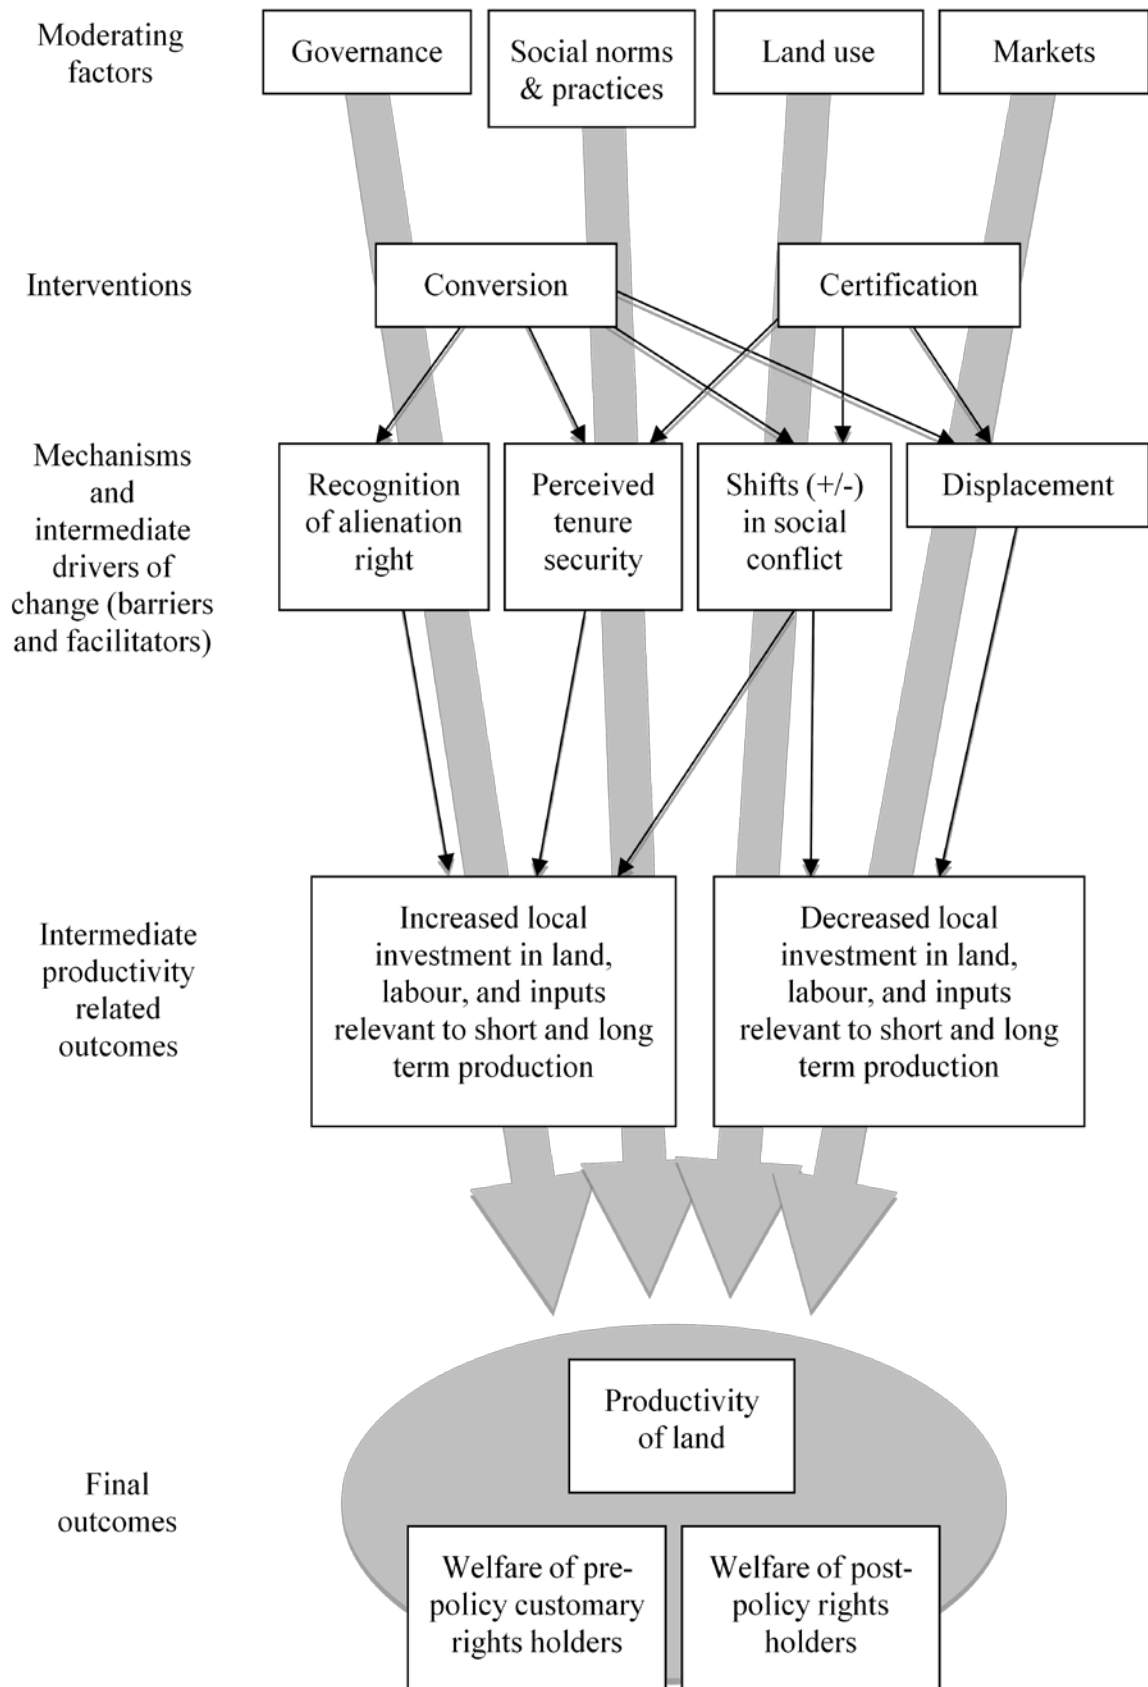 Moderating
factors
Governance
Social norms
& practices
Land use
Markets
Interventions
Conversion
Certification
Mechanisms
and
intermediate
drivers of
change (barriers
and facilitators)
Recognition
of alienation
right
Perceived
tenure
security
Shifts (+/-)
in social
conflict
Displacement
Intermediate
productivity
related
outcomes
Increased local
investment in land,
labour, and inputs
relevant to short and long
term production
Decreased local
investment in land,
labour, and inputs
relevant to short and long
term production
Final
outcomes
Productivity
of land
Welfare of pre-
policy customary
rights holders
Welfare of post-
policy rights
holders